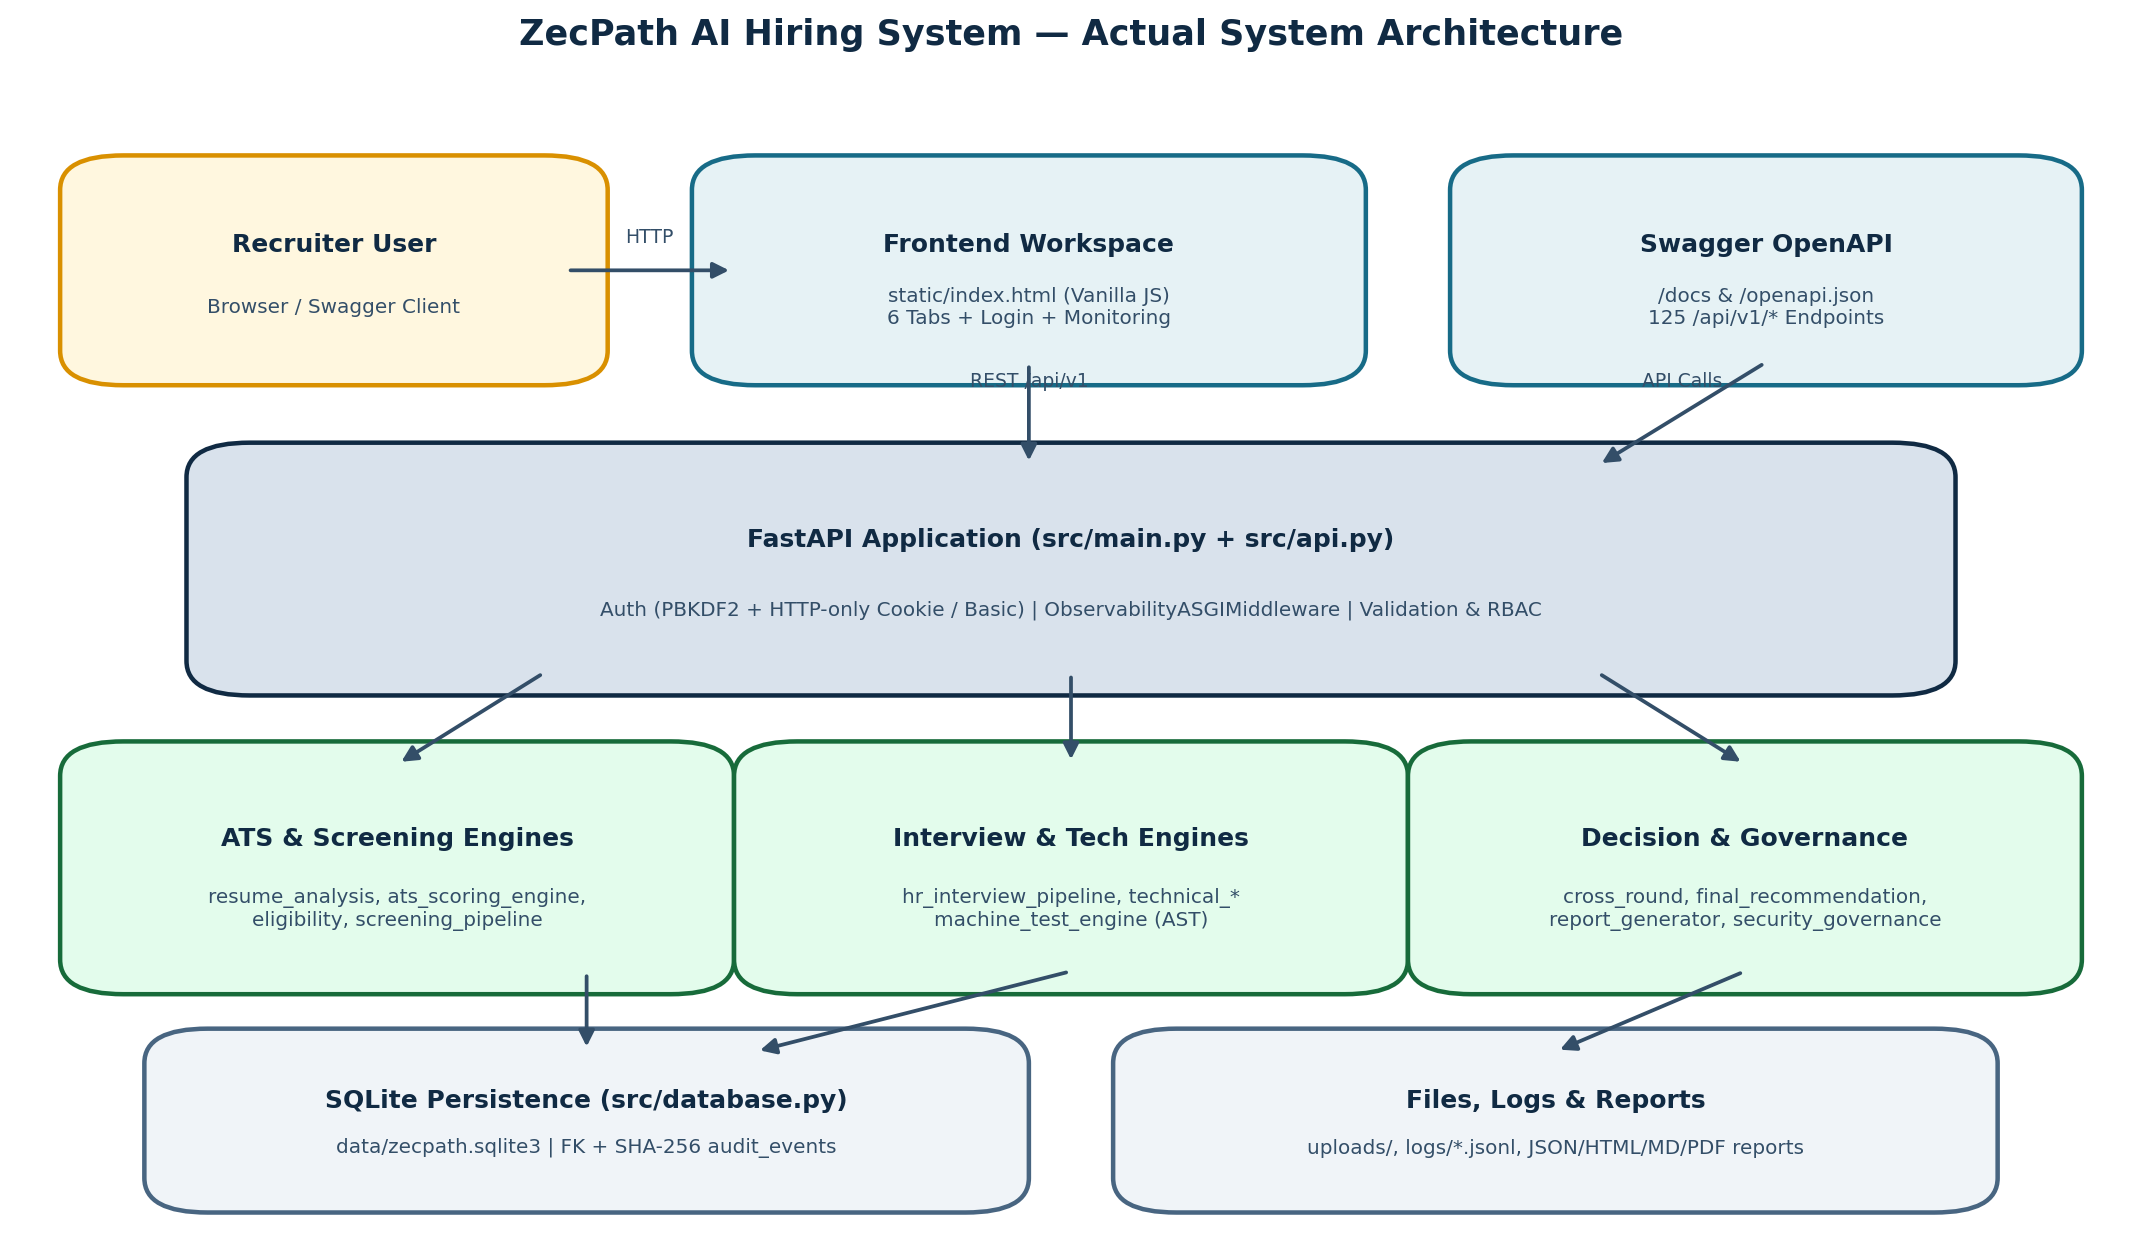 ZecPath AI Hiring System — Actual System Architecture
Recruiter User
Browser / Swagger Client
HTTP
Frontend Workspace
static/index.html (Vanilla JS)
6 Tabs + Login + Monitoring
REST /api/v1
Swagger OpenAPI
/docs & /openapi.json
125 /api/v1/* Endpoints
API Calls
FastAPI Application (src/main.py + src/api.py)
Auth (PBKDF2 + HTTP-only Cookie / Basic) | ObservabilityASGIMiddleware | Validation & RBAC
ATS & Screening Engines
resume_analysis, ats_scoring_engine,
eligibility, screening_pipeline
Interview & Tech Engines
hr_interview_pipeline, technical_*
machine_test_engine (AST)
Decision & Governance
cross_round, final_recommendation,
report_generator, security_governance
SQLite Persistence (src/database.py)
data/zecpath.sqlite3 | FK + SHA-256 audit_events
Files, Logs & Reports
uploads/, logs/*.jsonl, JSON/HTML/MD/PDF reports